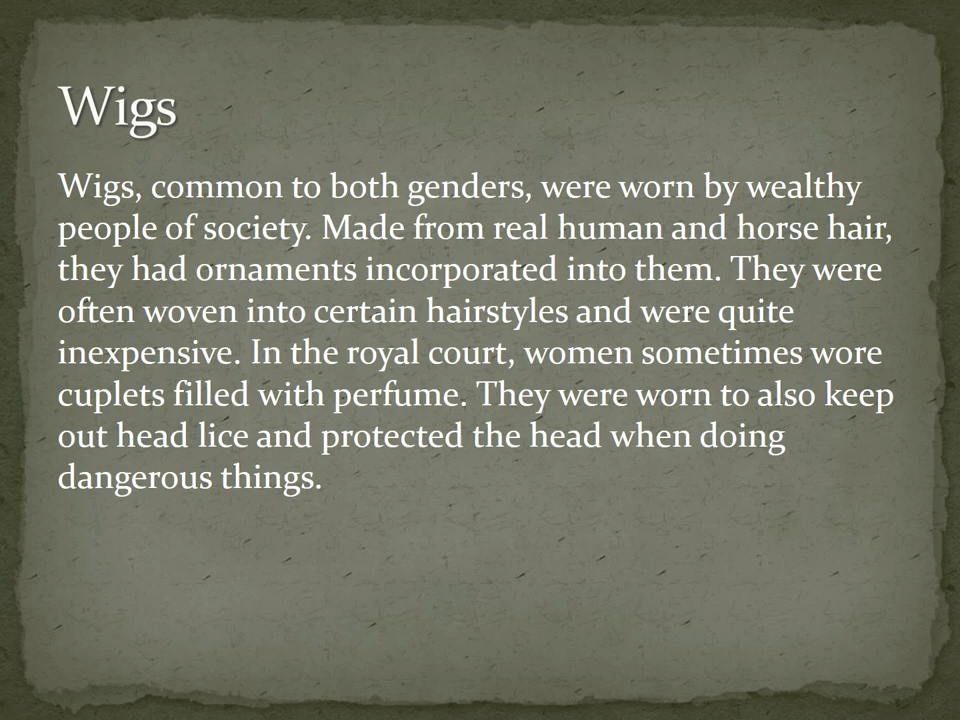 Wigs
Wigs, common to both genders, were worn by wealthy
people of society. Made from real human and horse hair,
they had ornaments incorporated into them. They were
often woven into certain hairstyles and were quite
inexpensive. In the royal court, women sometimes wore
cuplets filled with perfume. They were worn to also keep
out head lice and protected the head when doing
dangerous things.